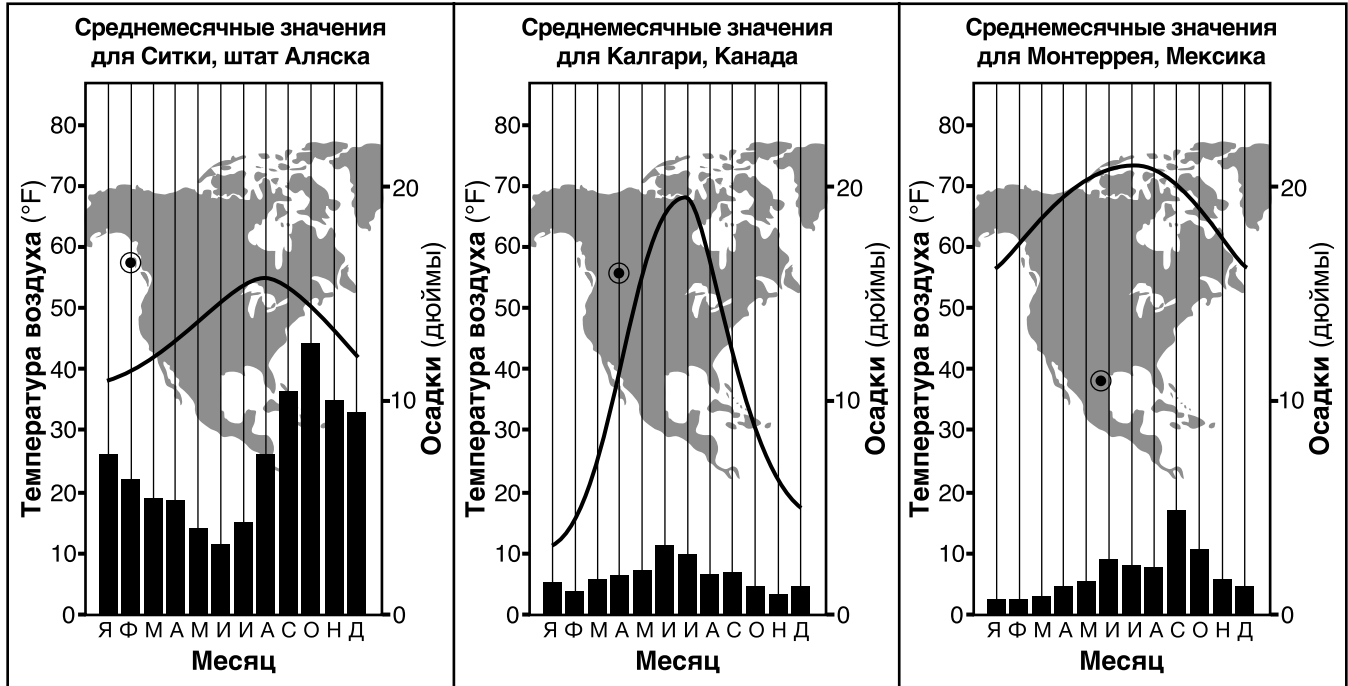 Среднемесячные значения
для Ситки, штат Аляска
Температура воздуха (°F)
80
70
60
50
40
30
20
10
0
20
10
0
Осадки (дюймы)
Я Ф М А М И И А С О Н Д
Месяц
Среднемесячные значения
для Калгари, Канада
Температура воздуха (°F)
80
70
60
50
40
30
20
10
0
20
10
0
Осадки (дюймы)
Я Ф М А М И И А С О Н Д
Месяц
Среднемесячные значения
для Монтеррея, Мексика
Температура воздуха (°F)
80
70
60
50
40
30
20
10
0
20
10
0
Осадки (дюймы)
Я Ф М А М И И А С О Н Д
Месяц